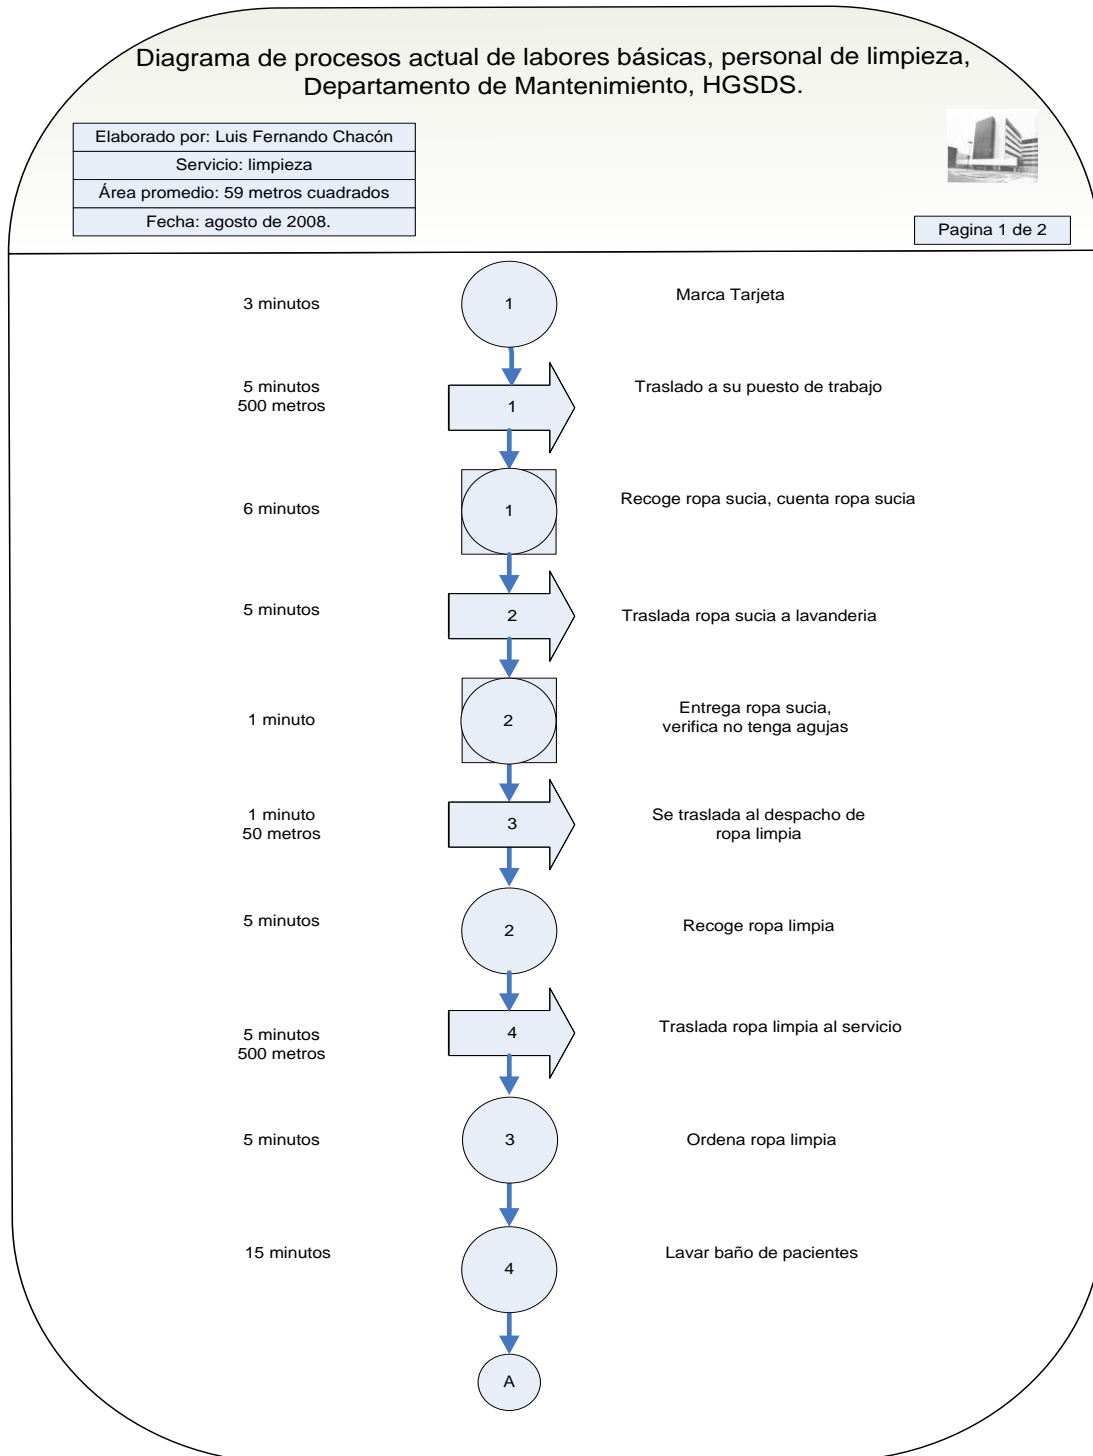 Diagrama de procesos actual de labores básicas, personal de limpieza,
Departamento de Mantenimiento, HGSDS.
Elaborado por: Luis Fernando Chacón
Servicio: limpieza
Área promedio: 59 metros cuadrados
Fecha: agosto de 2008.
Pagina 1 de 2
3 minutos
1
Marca Tarjeta
5 minutos
500 metros
1
Traslado a su puesto de trabajo
6 minutos
1
Recoge ropa sucia, cuenta ropa sucia
5 minutos
2
Traslada ropa sucia a lavanderia
1 minuto
2
Entrega ropa sucia,
verifica no tenga agujas
1 minuto
50 metros
3
Se traslada al despacho de
ropa limpia
5 minutos
2
Recoge ropa limpia
5 minutos
500 metros
4
Traslada ropa limpia al servicio
5 minutos
3
Ordena ropa limpia
15 minutos
4
Lavar baño de pacientes
A